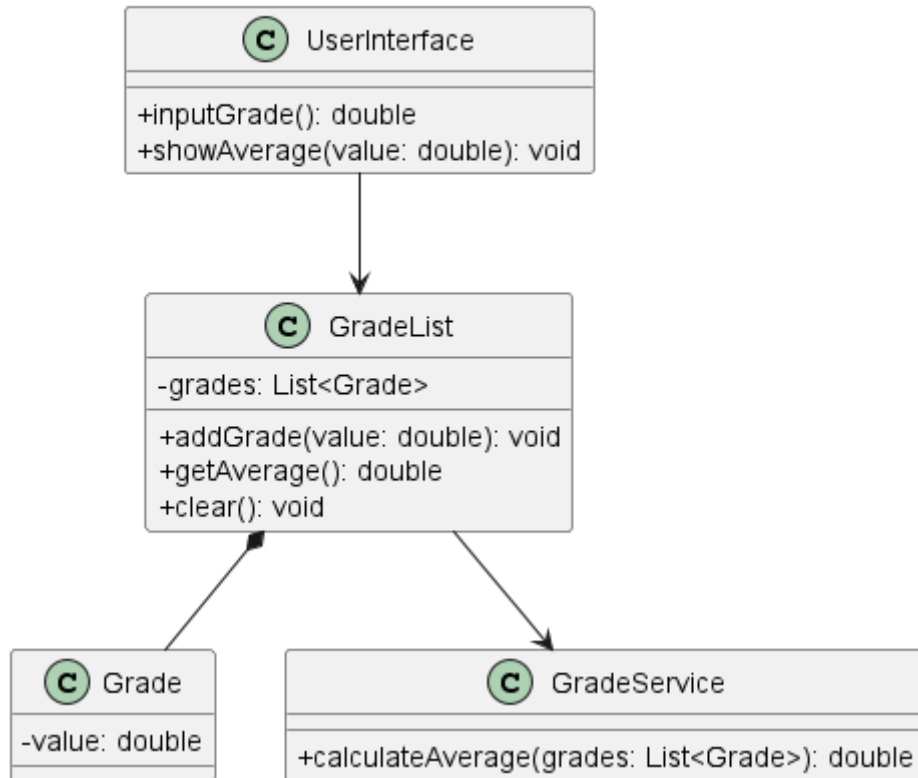 C UserInterface
+inputGrade(): double
+showAverage(value: double): void
C GradeList
-grades: List<Grade>
+addGrade(value: double): void
+getAverage(): double
+clear(): void
C Grade
-value: double
C GradeService
+calculateAverage(grades: List<Grade>): double